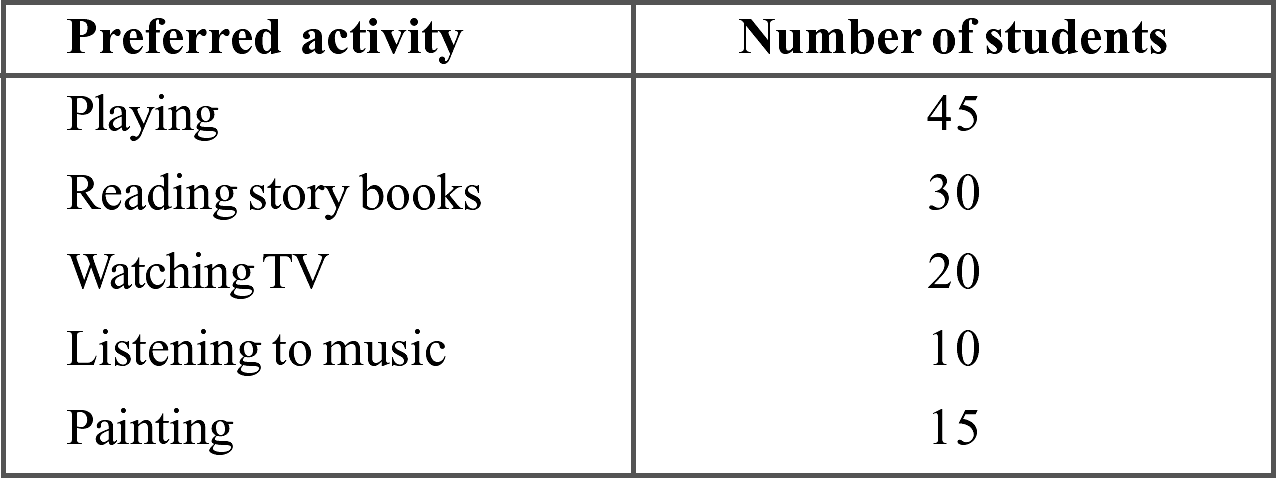 Preferred activity Number of students
Playing 45
Reading story books 30
Watching TV 20
Listening to music 10
Painting 15